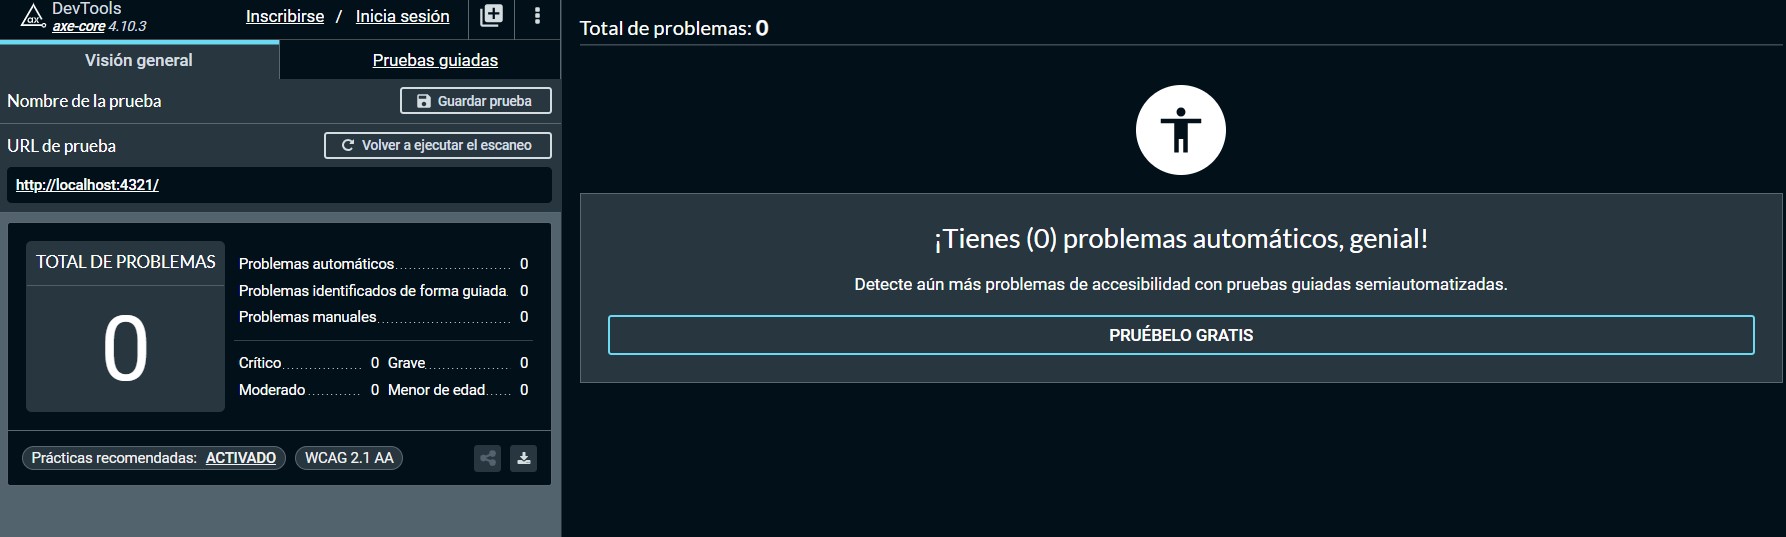 DevTools
axe-core 4.10.3
Inscribirse / Inicia sesión
Visión general
Pruebas guiadas
Nombre de la prueba
Guardar prueba
URL de prueba
Volver a ejecutar el escaneo
http://localhost:4321/
TOTAL DE PROBLEMAS
0
Problemas automáticos 0
Problemas identificados de forma guiada 0
Problemas manuales 0
Crítico 0 Grave 0
Moderado 0 Menor de edad 0
Prácticas recomendadas: ACTIVADO
WCAG 2.1 AA
Total de problemas: 0
¡Tienes (0) problemas automáticos, genial!
Detecte aún más problemas de accesibilidad con pruebas guiadas semiautomatizadas.
PRUÉBELO GRATIS